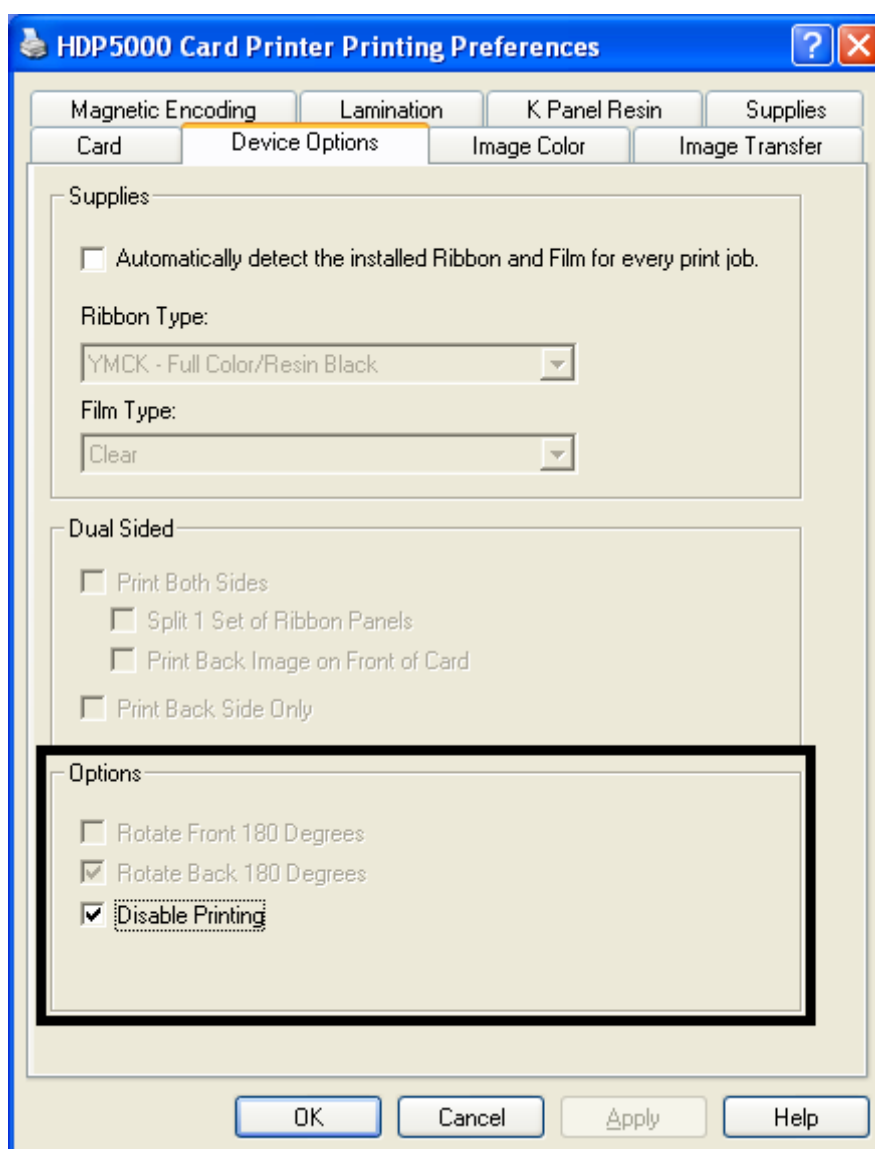 HDP5000 Card Printer Printing Preferences
Magnetic Encoding Lamination K Panel Resin Supplies
Card Device Options Image Color Image Transfer
Supplies
Automatically detect the installed Ribbon and Film for every print job.
Ribbon Type:
YMCK - Full Color/Resin Black
Film Type:
Clear
Dual Sided
Print Both Sides
Split 1 Set of Ribbon Panels
Print Back Image on Front of Card
Print Back Side Only
Options
Rotate Front 180 Degrees
Rotate Back 180 Degrees
Disable Printing
OK Cancel Apply Help